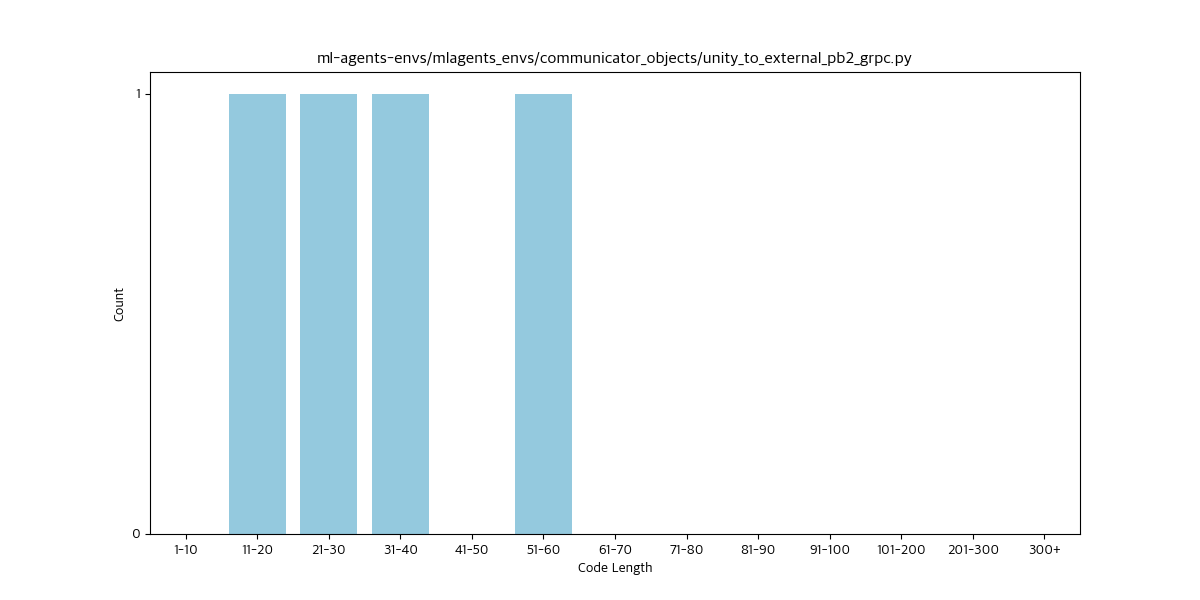 ml-agents-envs/mlagents_envs/communicator_objects/unity_to_external_pb2_grpc.py
1
0
Count
1-10 11-20 21-30 31-40 41-50 51-60 61-70 71-80 81-90 91-100 101-200 201-300 300+
Code Length